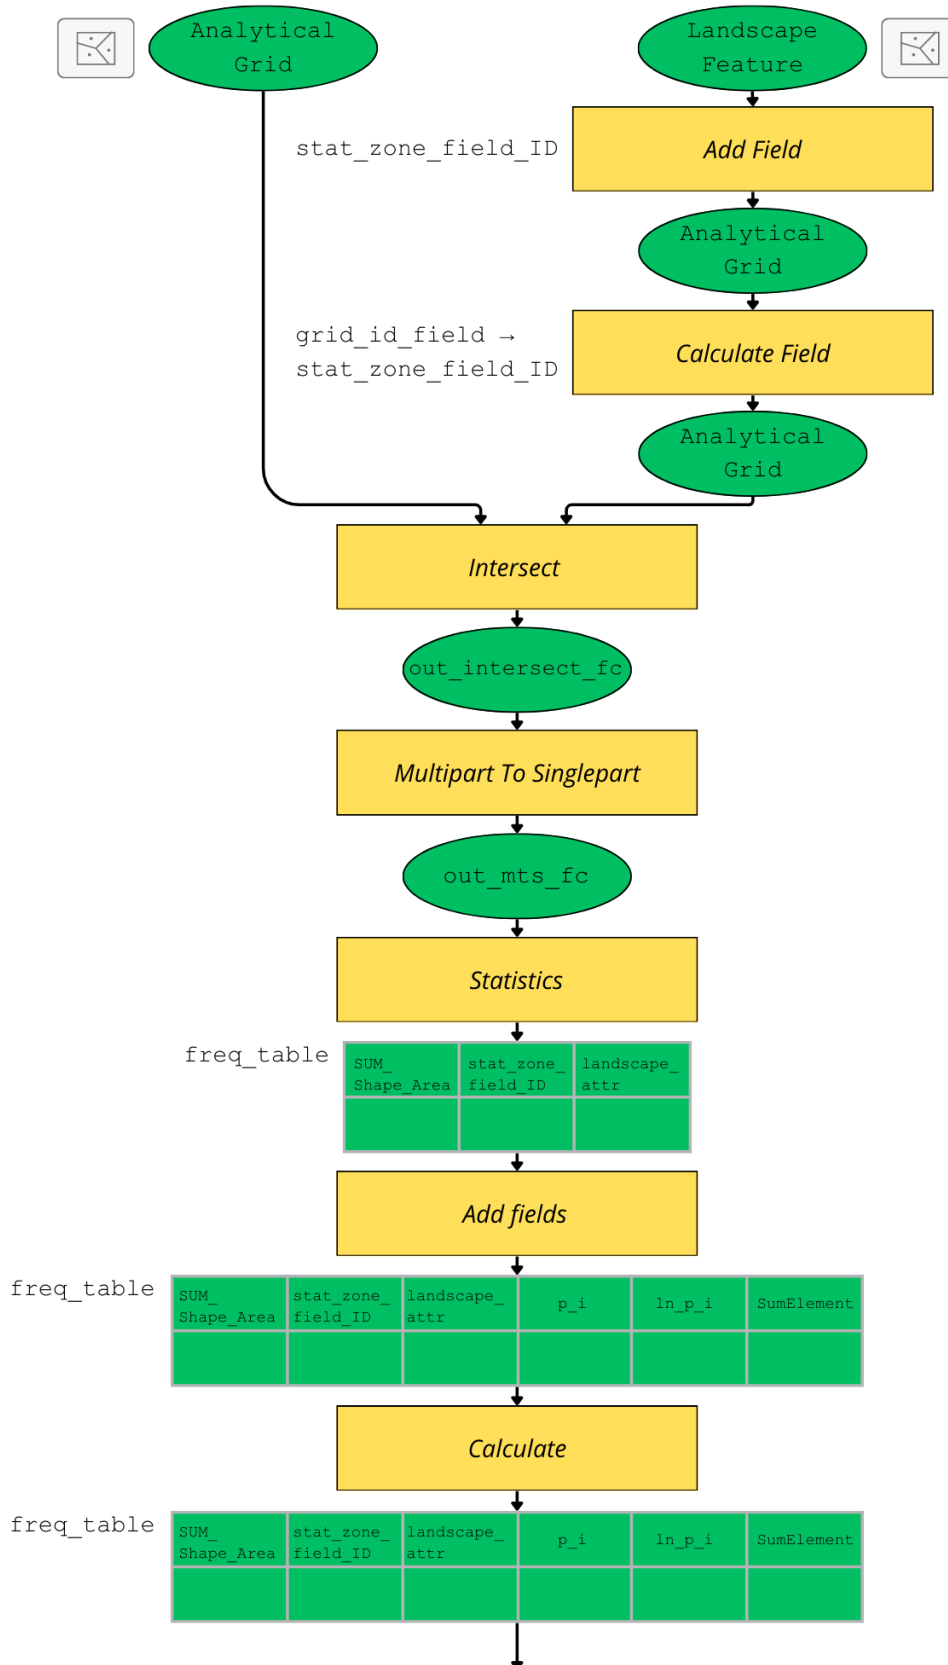 Analytical
Grid
Landscape
Feature
stat_zone_field_ID
Add Field
Analytical
Grid
grid_id_field →
stat_zone_field_ID
Calculate Field
Analytical
Grid
Intersect
out_intersect_fc
Multipart To Singlepart
out_mts_fc
Statistics
freq_table
SUM_
Shape_Area
stat_zone_
field_ID
landscape_
attr
Add fields
freq_table
SUM_
Shape_Area
stat_zone_
field_ID
landscape_
attr
p_i
ln_p_i
SumElement
Calculate
freq_table
SUM_
Shape_Area
stat_zone_
field_ID
landscape_
attr
p_i
ln_p_i
SumElement